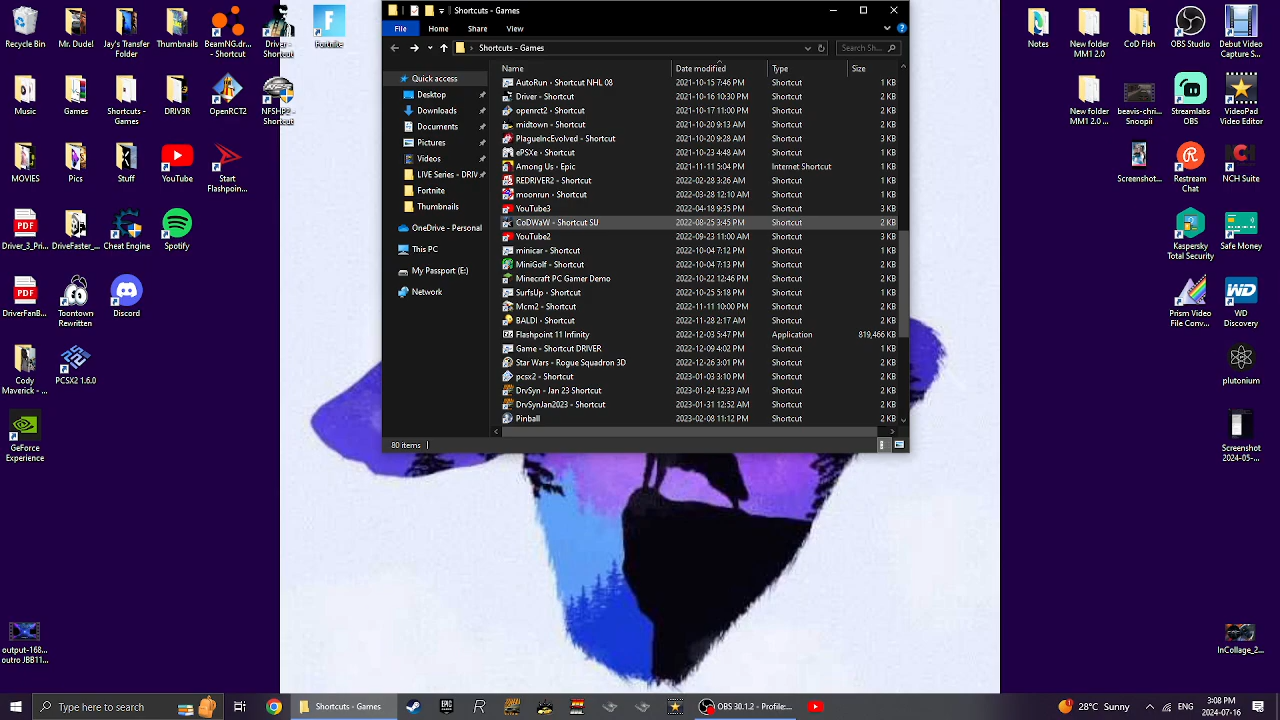 Shortcuts - Games
File
Home
Share
View
Shortcuts - Games
Search Sh...
Quick access
Desktop
Downloads
Documents
Pictures
Videos
LIVE Series - DRIV
Fortnite
Thumbnails
OneDrive - Personal
This PC
My Passport (E:)
Network
Name Date modified Type Size
AutoRun - Shortcut NHL 08 2021-10-15 7:46 PM Shortcut 1 KB
Driver - Shortcut 2021-10-16 10:30 PM Shortcut 2 KB
openrct2 - Shortcut 2021-10-17 3:10 PM Shortcut 2 KB
midtown - Shortcut 2021-10-20 9:13 AM Shortcut 2 KB
PlagueIncEvolved - Shortcut 2021-10-20 9:28 AM Shortcut 3 KB
ePSXe - Shortcut 2021-10-23 4:48 AM Shortcut 1 KB
Among Us - Epic 2021-11-11 5:04 PM Internet Shortcut 1 KB
REDRIVER2 - Shortcut 2022-02-28 3:26 AM Shortcut 1 KB
moonrun - Shortcut 2022-03-28 12:10 AM Shortcut 1 KB
YouTube3 2022-04-18 9:35 PM Shortcut 3 KB
CoDWaW - Shortcut SU 2022-08-25 3:45 PM Shortcut 2 KB
YouTube2 2022-09-23 11:00 AM Shortcut 3 KB
minicar - Shortcut 2022-10-04 7:12 PM Shortcut 2 KB
MiniGolf - Shortcut 2022-10-04 7:13 PM Shortcut 2 KB
Minecraft PC Gamer Demo 2022-10-22 12:46 PM Shortcut 2 KB
SurfsUp - Shortcut 2022-10-25 5:18 PM Shortcut 2 KB
Mcm2 - Shortcut 2022-11-11 10:00 PM Shortcut 2 KB
BALDI - Shortcut 2022-11-28 2:17 AM Shortcut 2 KB
Flashpoint 11 Infinity 2022-12-05 5:47 PM Application 819,466 KB
Game - Shortcut DRIVER 2022-12-09 4:02 PM Shortcut 1 KB
Star Wars - Rogue Squadron 3D 2022-12-26 3:01 PM Shortcut 2 KB
pcsx2 - Shortcut 2023-01-03 3:10 PM Shortcut 2 KB
DrvSyn - Jan 23 Shortcut 2023-01-24 12:33 AM Shortcut 2 KB
DrvSynJan2023 - Shortcut 2023-01-31 12:52 AM Shortcut 2 KB
Pinball 2023-02-08 11:12 PM Shortcut 2 KB
80 items
Recycle Bin
Model
Jay's Transfer
Thumbnails
BeamNG.dr...
- Shortcut
Driver -
Shortcut
Fortnite
Music
Games
Shortcuts -
Games
DRIV3R
OpenRCT2
NFSHP2 -
Shortcut
MOVIES
Pics
Stuff
YouTube
Start
Flashpoin...
Driver_3_Pri...
DriveFaster_...
Cheat Engine
Spotify
DriverParall...
Toontown
Rewritten
Discord
Cody
Maverick - ...
PCSX2 1.6.0
GeForce
Experience
output-168...
outro JBB11...
Notes
New folder
MM1 2.0...
CoD Fish
OBS Studio
Debut Video
Capture S...
New folder
MM1 2.0 ...
beavis-chi...
snoopi
Streamlabs
VideoPad
Video Editor
Screenshot...
Restream
Chat
NCH Suite
Kaspersky
Total Security
Safe Money
Prism Video
File Conv...
WD
Discovery
plutonium
Screenshot
2024-05-...
InCollage_2...
Type here to search
Shortcuts - Games
OBS 30.1.2 - Profile:...
28°C Sunny
ENG
3:08 PM
2024-07-16